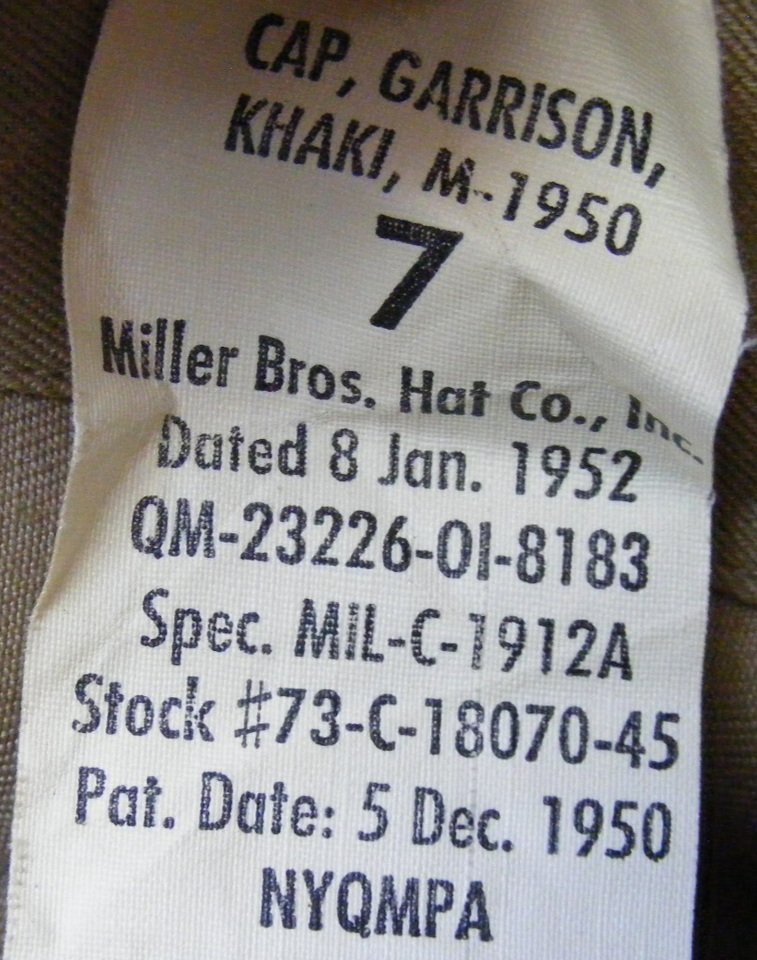 CAP, GARRISON,
KHAKI, M-1950
7
Miller Bros. Hat Co., Inc.
Dated 8 Jan. 1952
QM-23226-OI-8183
Spec. MIL-C-1912A
Stock #73-C-18070-45
Pat. Date: 5 Dec. 1950
NYQMPA